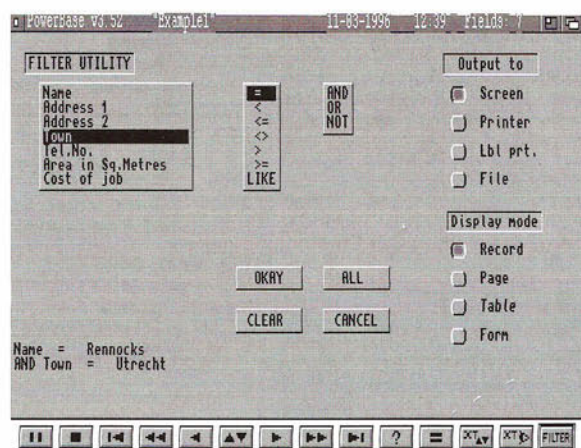 PowerBase v3.52 "Example1" 11-03-1996 12:39 Fields: 7
FILTER UTILITY
Name
Address 1
Address 2
Town
Tel.No.
Area in Sq.Metres
Cost of job
=
<
<=
<>
>
>=
LIKE
AND
OR
NOT
Output to
Screen
Printer
Lbl prt.
File
Display mode
Record
Page
Table
Form
OKAY ALL
CLEAR CANCEL
Name = Rennocks
AND Town = Utrecht
? = XT XT FILTER